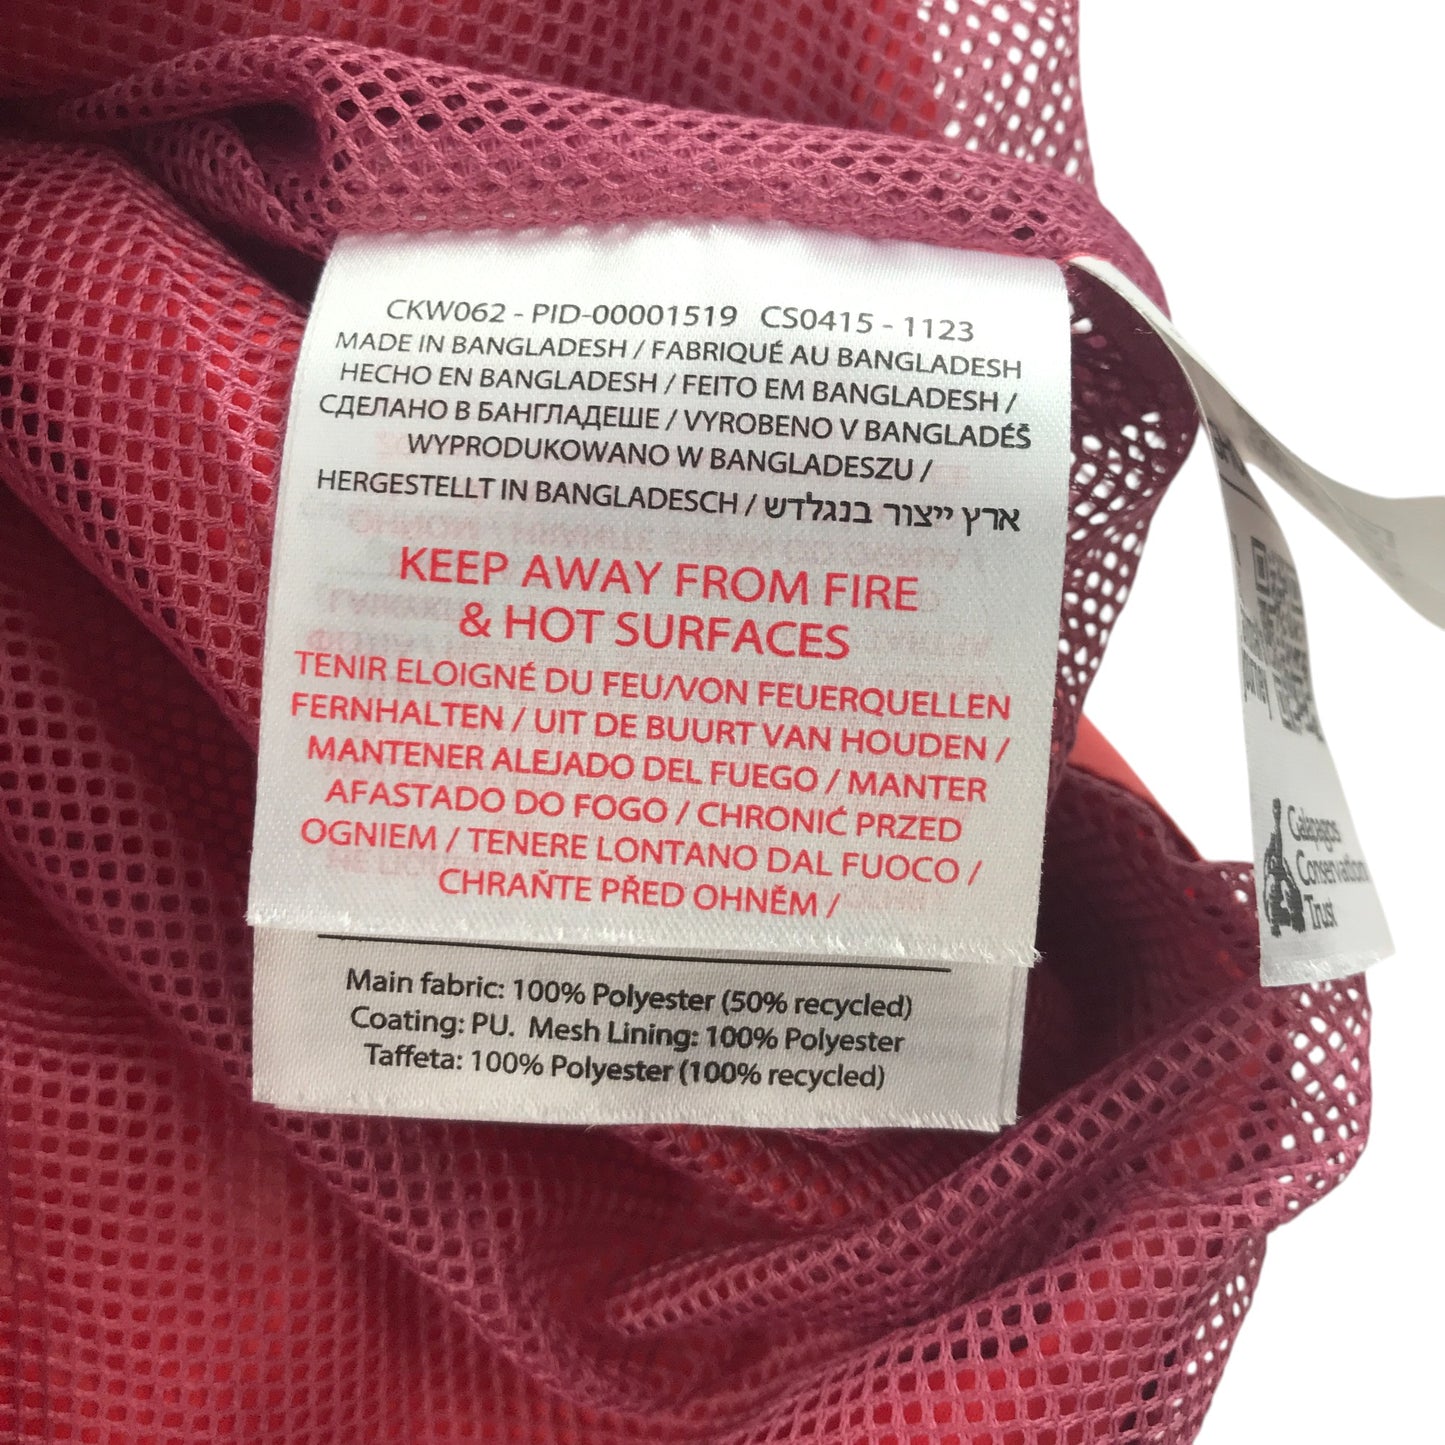 CKW062 - PID-00001519 CS0415 - 1123
MADE IN BANGLADESH / FABRIQUÉ AU BANGLADESH
HECHO EN BANGLADESH / FEITO EM BANGLADESH /
СДЕЛАНО В БАНГЛАДЕШЕ / VYROBENO V BANGLADÉŠ
WYPRODUKOWANO W BANGLADESZU /
HERGESTELLT IN BANGLADESCH / ארץ ייצור בנגלדש
KEEP AWAY FROM FIRE
& HOT SURFACES
TENIR ELOIGNÉ DU FEU/VON FEUERQUELLEN
FERNHALTEN / UIT DE BUURT VAN HOUDEN /
MANTENER ALEJADO DEL FUEGO / MANTER
AFASTADO DO FOGO / CHRONIĆ PRZED
OGNIEM / TENERE LONTANO DAL FUOCO /
CHRAŇTE PŘED OHNĚM /
Main fabric: 100% Polyester (50% recycled)
Coating: PU. Mesh Lining: 100% Polyester
Taffeta: 100% Polyester (100% recycled)
Galapagos
Conservation
Trust